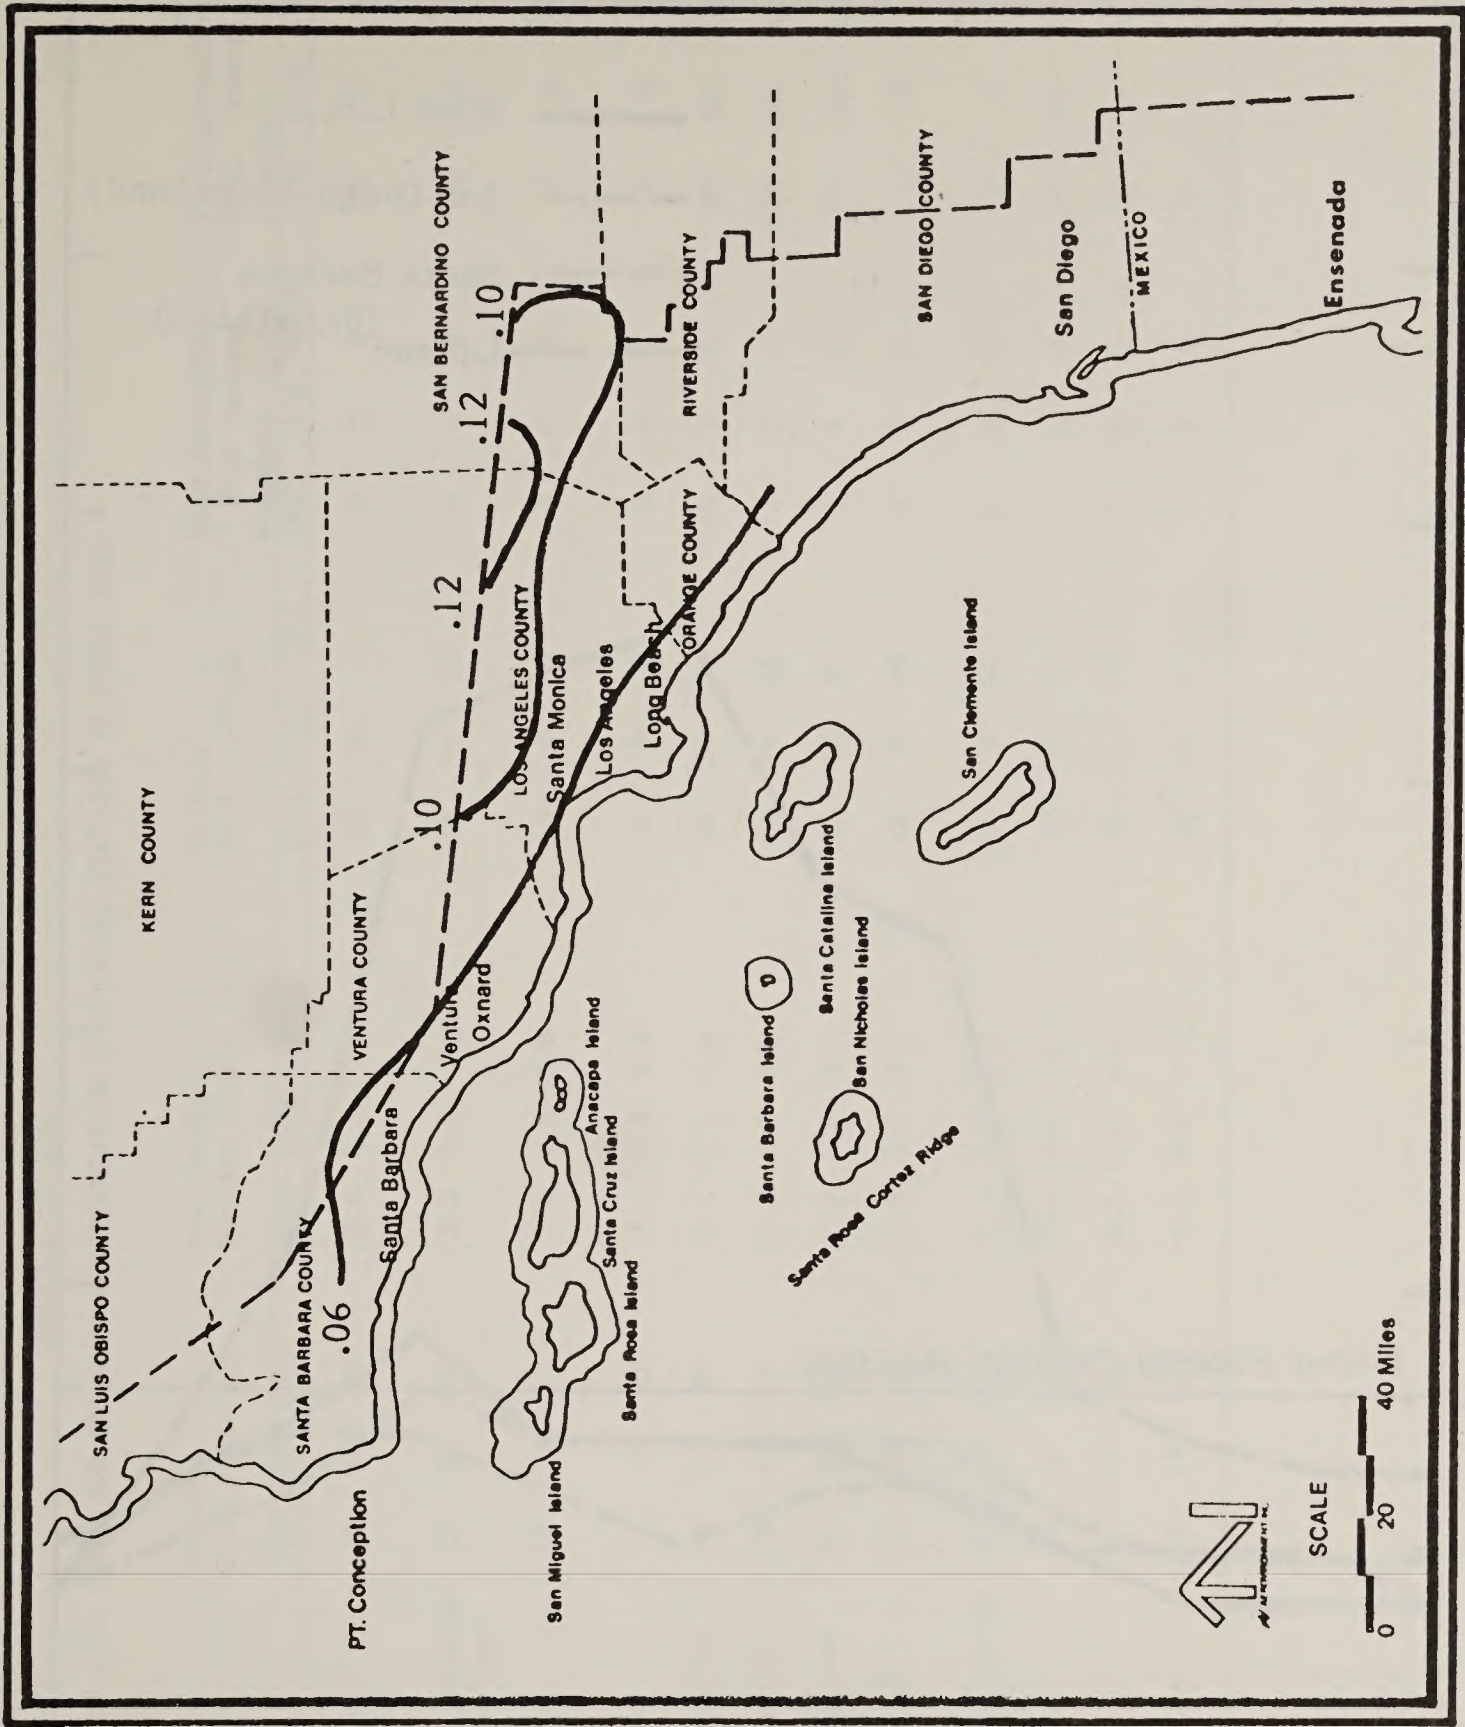 SAN LUIS OBISPO COUNTY
KERN COUNTY
SANTA BARBARA COUNTY
.06
VENTURA COUNTY
.10
.12
.12
.10
SAN BERNARDINO COUNTY
PT. Conception
Santa Barbara
Ventura
Oxnard
LOS ANGELES COUNTY
Santa Monica
Los Angeles
Long Beach
ORANGE COUNTY
RIVERSIDE COUNTY
San Miguel Island
Santa Rosa Island
Santa Cruz Island
Anacapa Island
Santa Barbara Island
San Nicholas Island
Santa Catalina Island
San Clemente Island
Santa Rosa Cortez Ridge
SAN DIEGO COUNTY
San Diego
MEXICO
Ensenada
N
SCALE
0 20 40 Miles